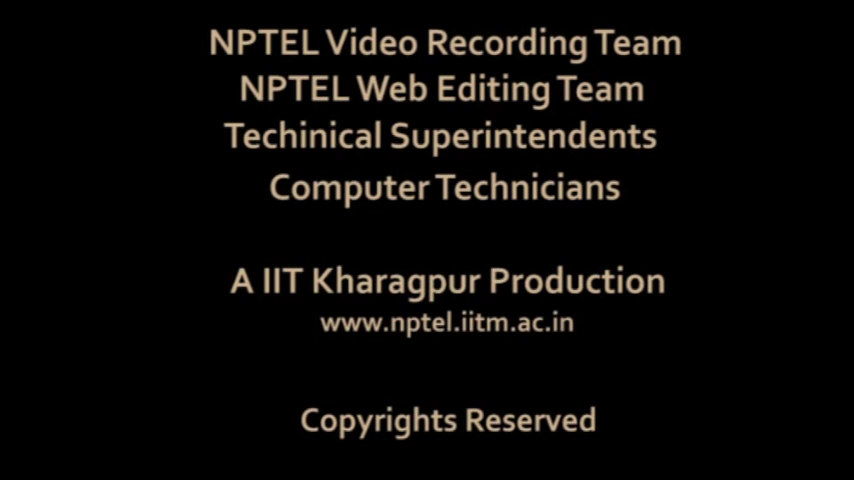 NPTEL Video Recording Team
NPTEL Web Editing Team
Techinical Superintendents
Computer Technicians
A IIT Kharagpur Production
www.nptel.iitm.ac.in
Copyrights Reserved